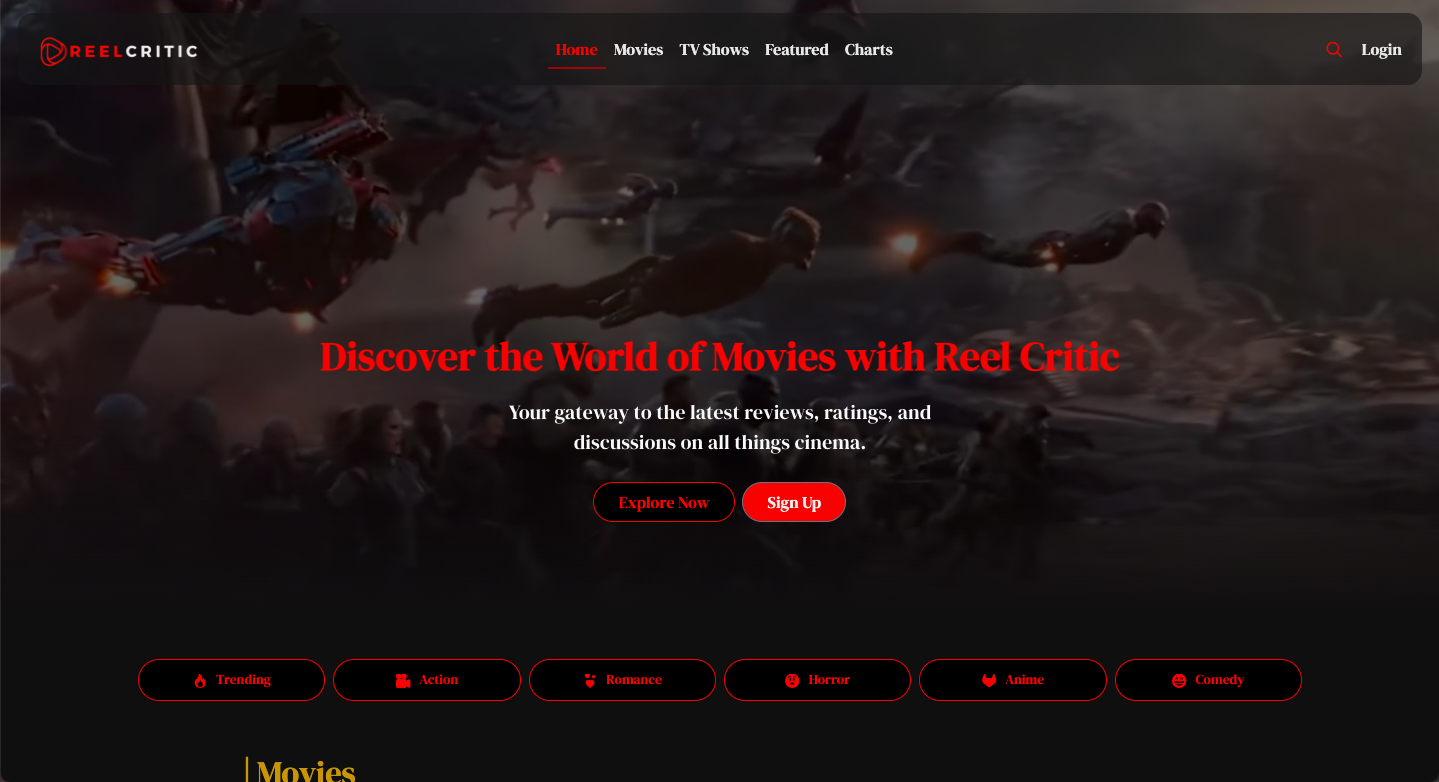 REELCRITIC
Home Movies TV Shows Featured Charts
Login
Discover the World of Movies with Reel Critic
Your gateway to the latest reviews, ratings, and
discussions on all things cinema.
Explore Now Sign Up
Trending Action Romance Horror Anime Comedy
Movies